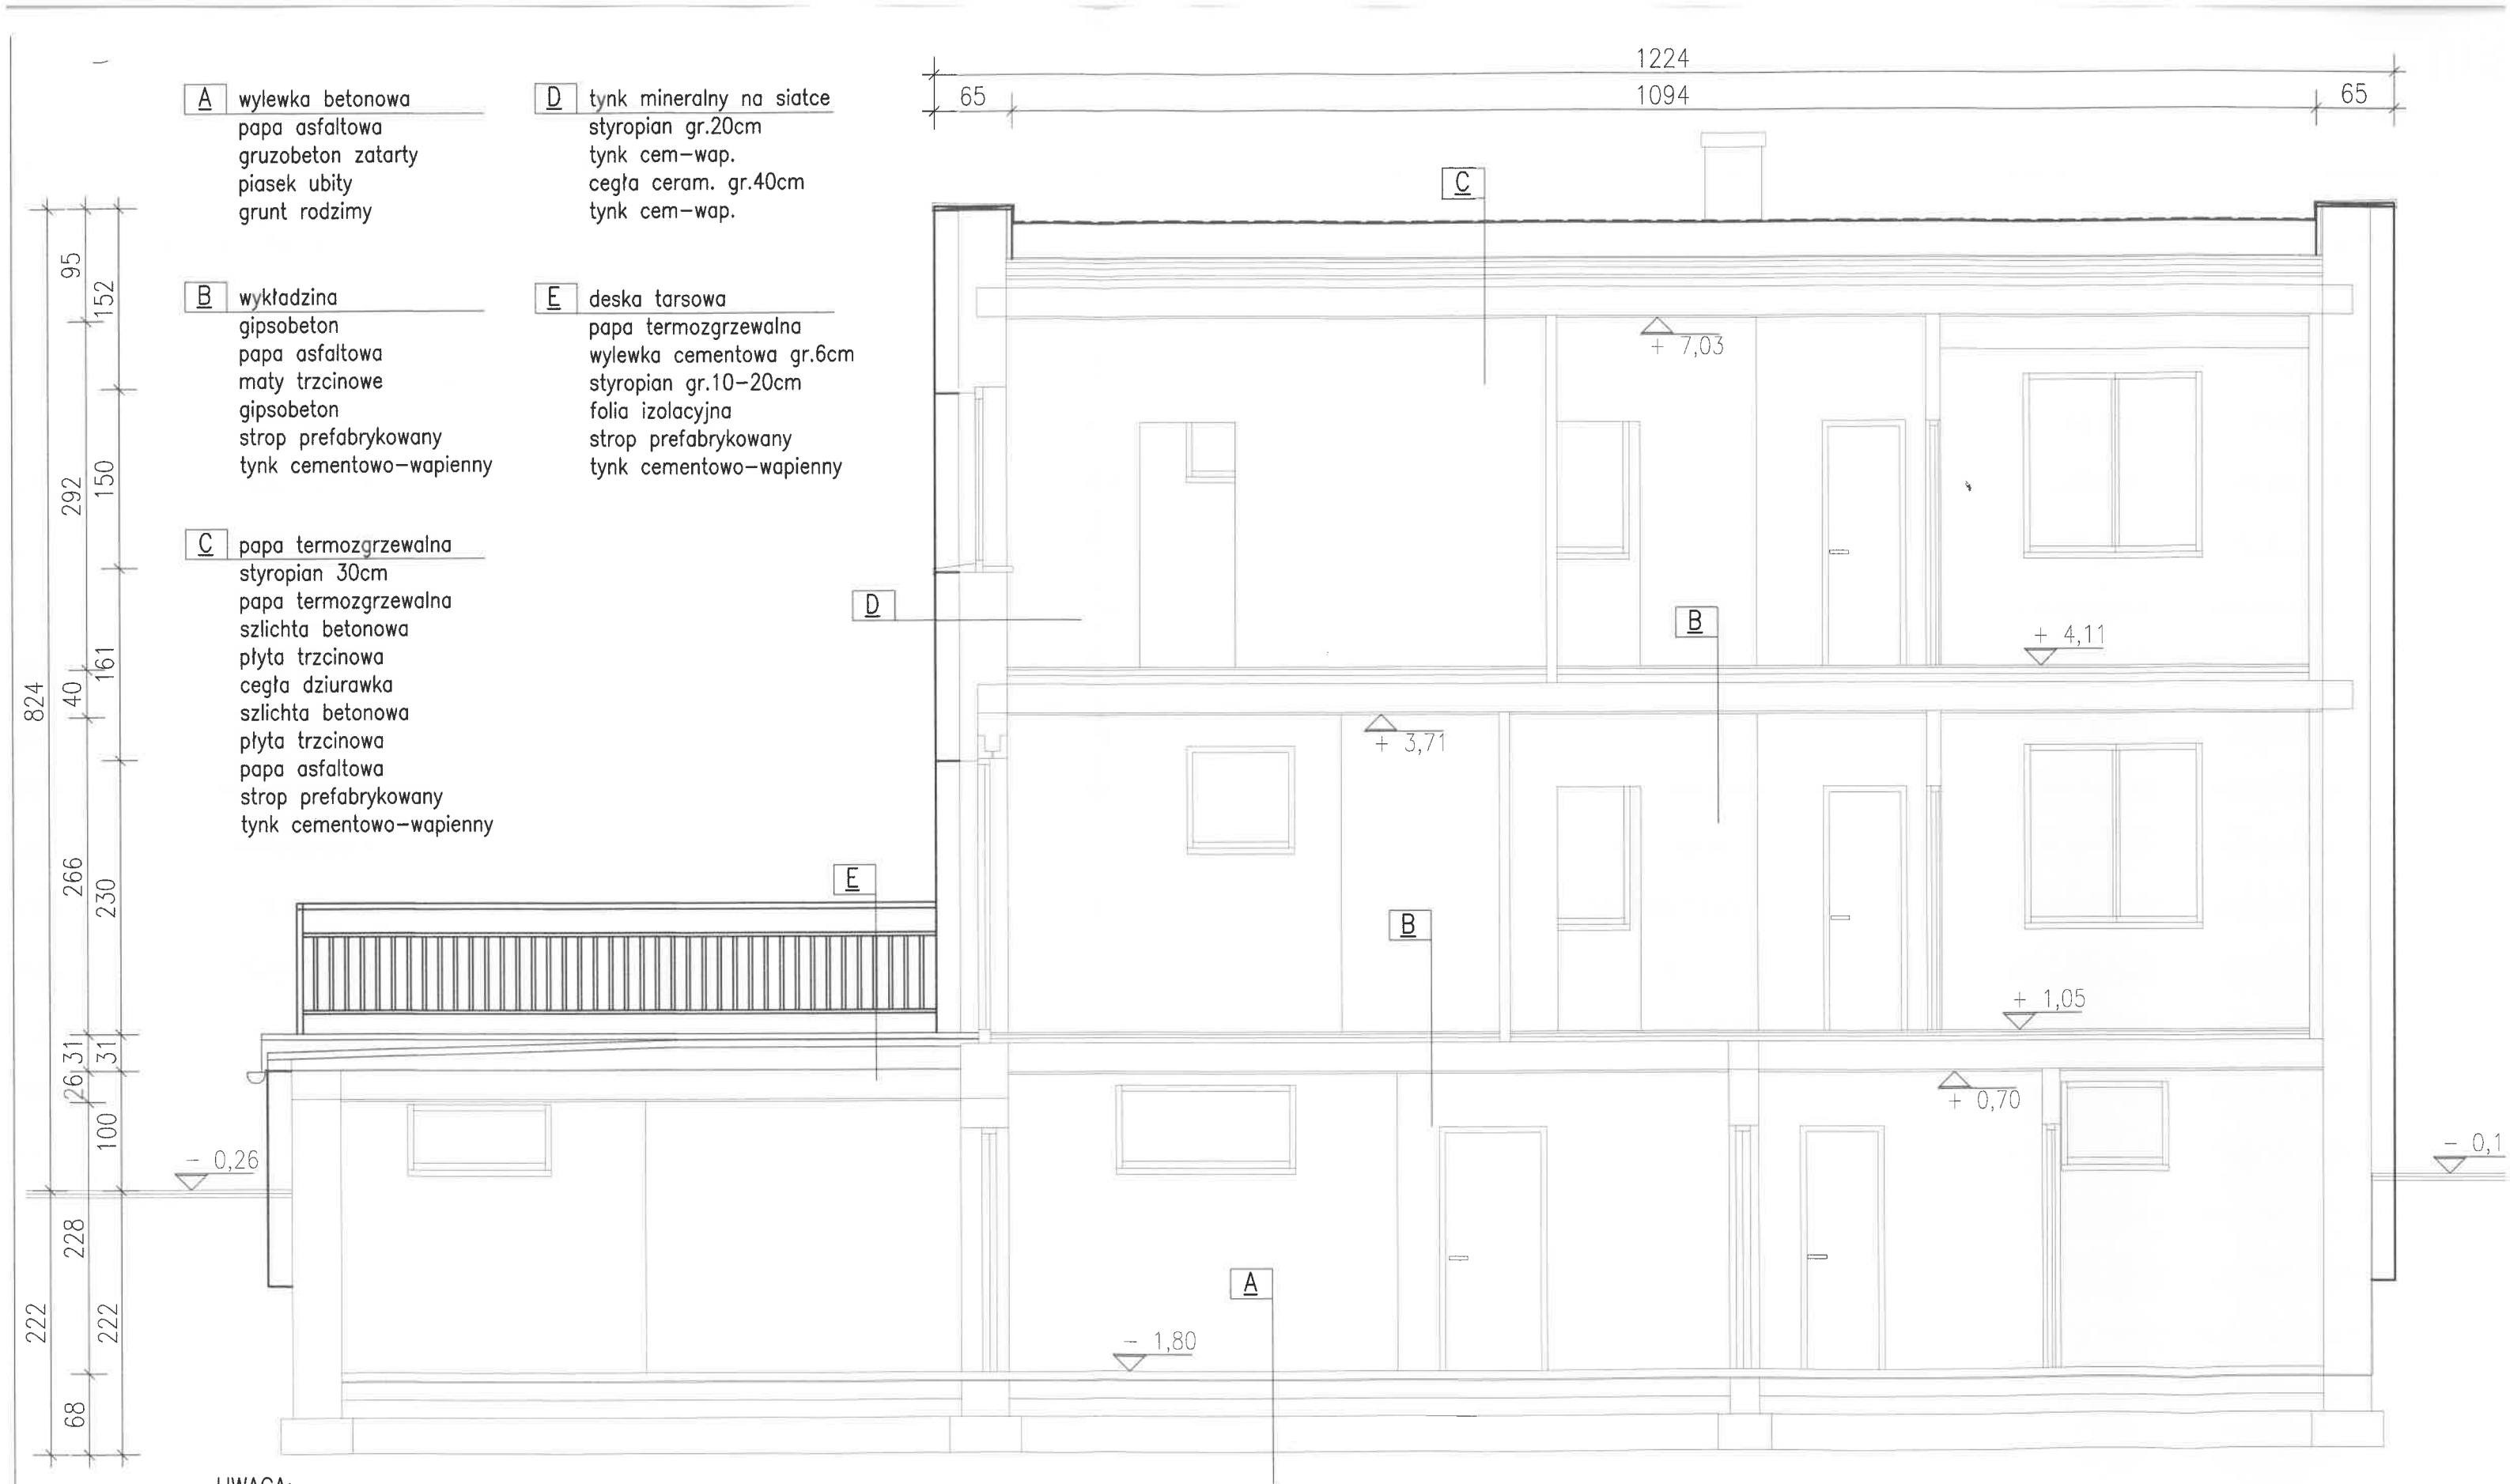 1224
65 1094 65
A wylewka betonowa
papa asfaltowa
gruzobeton zatarty
piasek ubity
grunt rodzimy
D tynk mineralny na siatce
styropian gr.20cm
tynk cem-wap.
cegła ceram. gr.40cm
tynk cem-wap.
B wykładzina
gipsobeton
papa asfaltowa
maty trzcinowe
gipsobeton
strop prefabrykowany
tynk cementowo-wapienny
E deska tarsowa
papa termozgrzewalna
wylewka cementowa gr.6cm
styropian gr.10-20cm
folia izolacyjna
strop prefabrykowany
tynk cementowo-wapienny
C papa termozgrzewalna
styropian 30cm
papa termozgrzewalna
szlichta betonowa
płyta trzcinowa
cegła dziurawka
szlichta betonowa
płyta trzcinowa
papa asfaltowa
strop prefabrykowany
tynk cementowo-wapienny
824
222
95
292
40
266
31
26
228
68
152
150
161
230
31
100
222
C
+ 7,03
D
B
+ 4,11
+ 3,71
E
B
+ 1,05
+ 0,70
- 0,26
- 0,1
A
- 1,80
UWAGA: